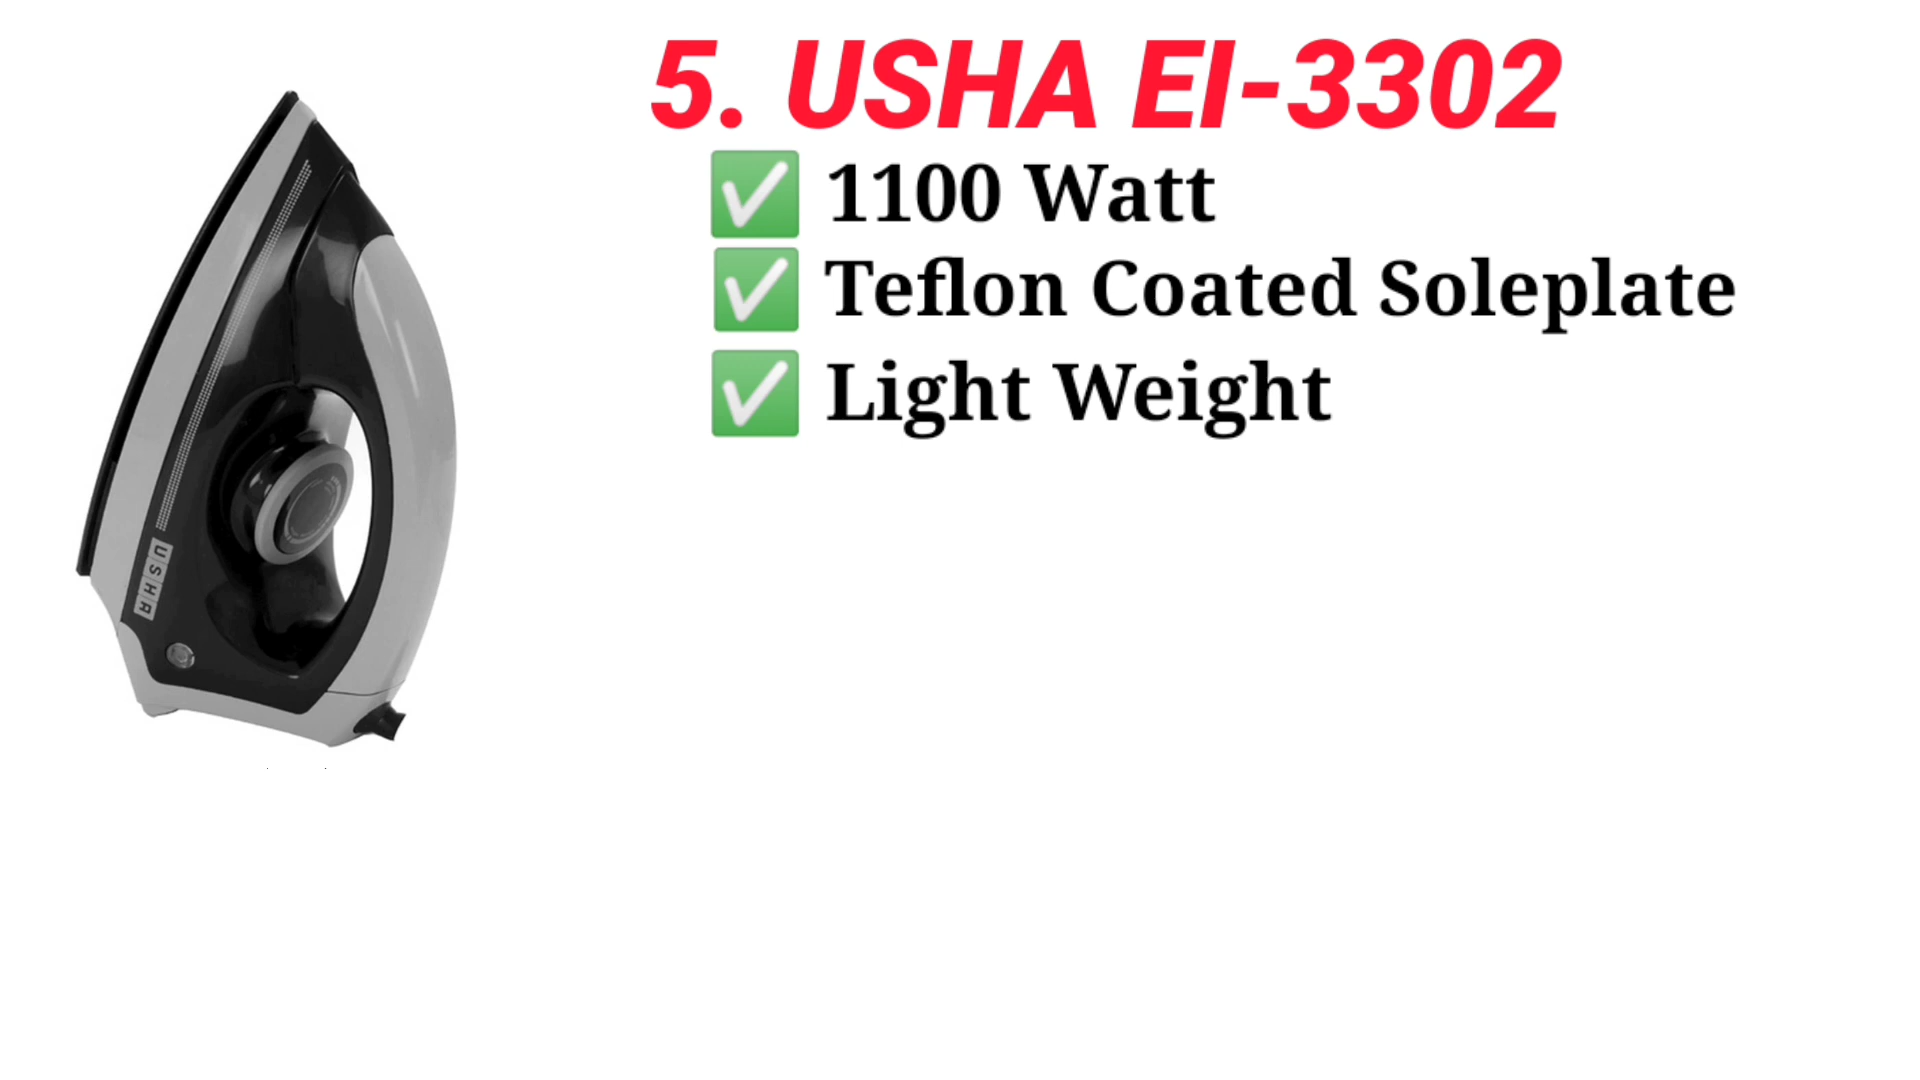 5. USHA EI-3302
✅ 1100 Watt
✅ Teflon Coated Soleplate
✅ Light Weight
USHA